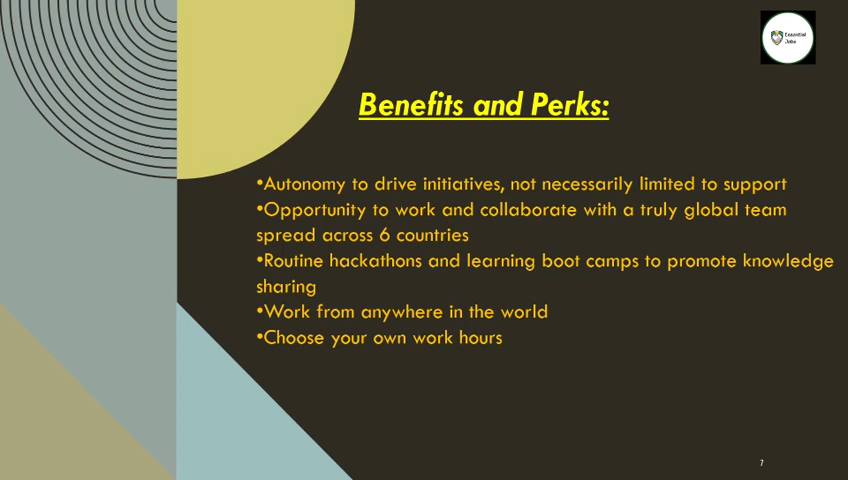 Essential
Jobs
Benefits and Perks:
•Autonomy to drive initiatives, not necessarily limited to support
•Opportunity to work and collaborate with a truly global team
spread across 6 countries
•Routine hackathons and learning boot camps to promote knowledge
sharing
•Work from anywhere in the world
•Choose your own work hours
7